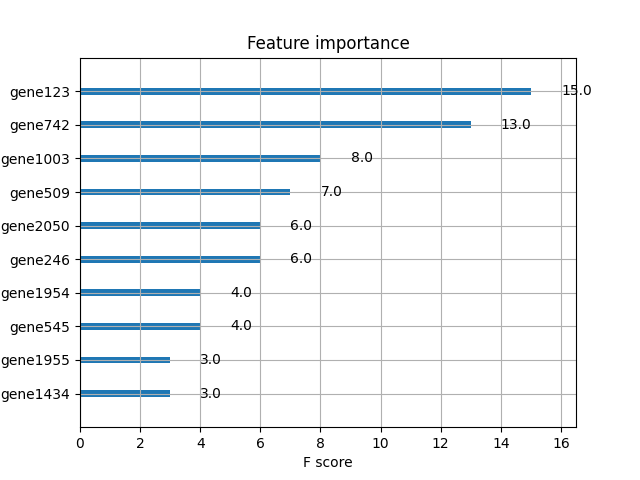 Feature importance
gene123 15.0
gene742 13.0
gene1003 8.0
gene509 7.0
gene2050 6.0
gene246 6.0
gene1954 4.0
gene545 4.0
gene1955 3.0
gene1434 3.0
0 2 4 6 8 10 12 14 16
F score